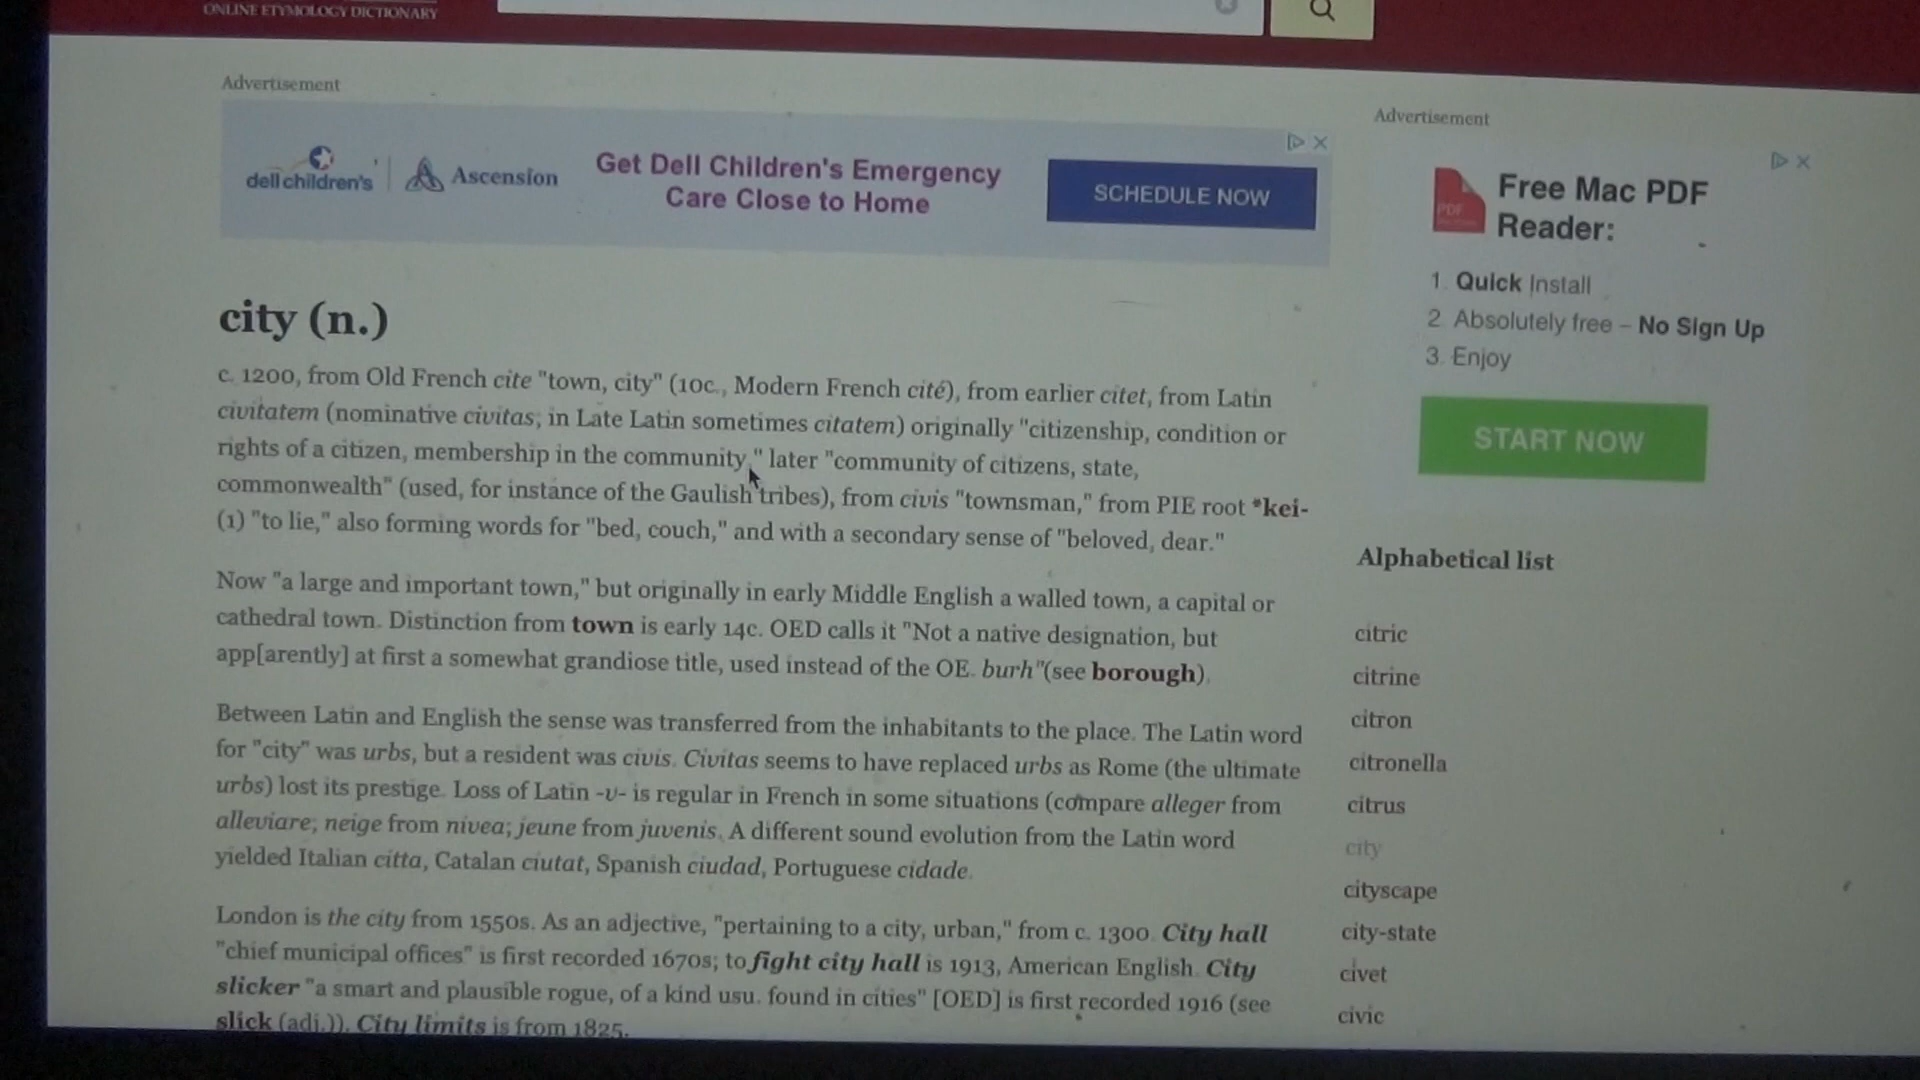 ONLINE ETYMOLOGY DICTIONARY
Advertisement
dell children's
Ascension
Get Dell Children's Emergency
Care Close to Home
SCHEDULE NOW
city (n.)
c. 1200, from Old French cite "town, city" (10c., Modern French cité), from earlier citet, from Latin
civitatem (nominative civitas; in Late Latin sometimes citatem) originally "citizenship, condition or
rights of a citizen, membership in the community," later "community of citizens, state,
commonwealth" (used, for instance of the Gaulish tribes), from civis "townsman," from PIE root *kei-
(1) "to lie," also forming words for "bed, couch," and with a secondary sense of "beloved, dear."
Now "a large and important town," but originally in early Middle English a walled town, a capital or
cathedral town. Distinction from town is early 14c. OED calls it "Not a native designation, but
app[arently] at first a somewhat grandiose title, used instead of the OE. burh"(see borough).
Between Latin and English the sense was transferred from the inhabitants to the place. The Latin word
for "city" was urbs, but a resident was civis. Civitas seems to have replaced urbs as Rome (the ultimate
urbs) lost its prestige. Loss of Latin -v- is regular in French in some situations (compare alleger from
alleviare; neige from nivea; jeune from juvenis. A different sound evolution from the Latin word
yielded Italian citta, Catalan ciutat, Spanish ciudad, Portuguese cidade.
London is the city from 1550s. As an adjective, "pertaining to a city, urban," from c. 1300. City hall
"chief municipal offices" is first recorded 1670s; to fight city hall is 1913, American English. City
slicker "a smart and plausible rogue, of a kind usu. found in cities" [OED] is first recorded 1916 (see
slick (adj.)). City limits is from 1825.
Advertisement
PDF
Free Mac PDF
Reader:
1. Quick Install
2. Absolutely free – No Sign Up
3. Enjoy
START NOW
Alphabetical list
citric
citrine
citron
citronella
citrus
city
cityscape
city-state
civet
civic